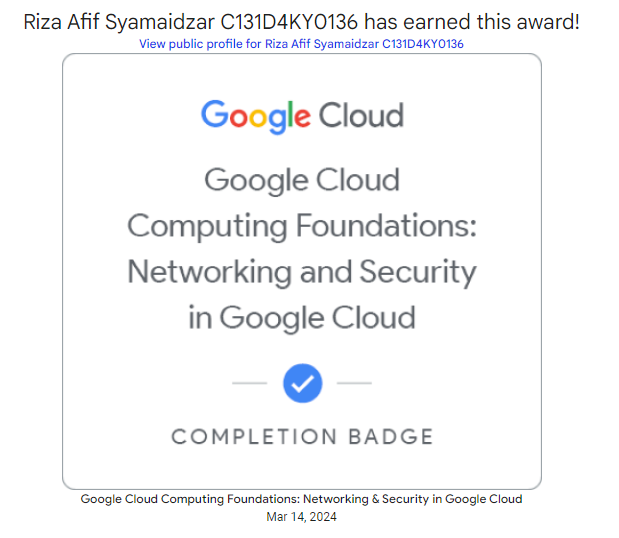 Riza Afif Syamaidzar C131D4KY0136 has earned this award!
View public profile for Riza Afif Syamaidzar C131D4KY0136
Google Cloud
Google Cloud
Computing Foundations:
Networking and Security
in Google Cloud
COMPLETION BADGE
Google Cloud Computing Foundations: Networking & Security in Google Cloud
Mar 14, 2024